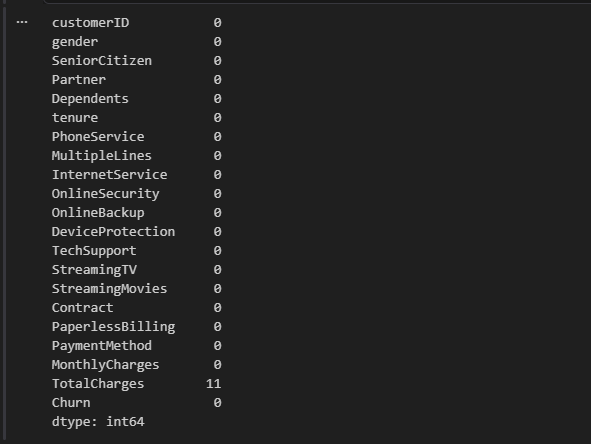 ...
customerID 0
gender 0
SeniorCitizen 0
Partner 0
Dependents 0
tenure 0
PhoneService 0
MultipleLines 0
InternetService 0
OnlineSecurity 0
OnlineBackup 0
DeviceProtection 0
TechSupport 0
StreamingTV 0
StreamingMovies 0
Contract 0
PaperlessBilling 0
PaymentMethod 0
MonthlyCharges 0
TotalCharges 11
Churn 0
dtype: int64